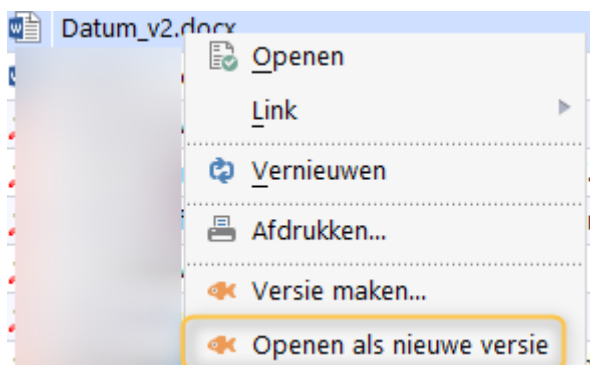 Datum_v2.docx
Openen
Link
Vernieuwen
Afdrukken...
Versie maken...
Openen als nieuwe versie